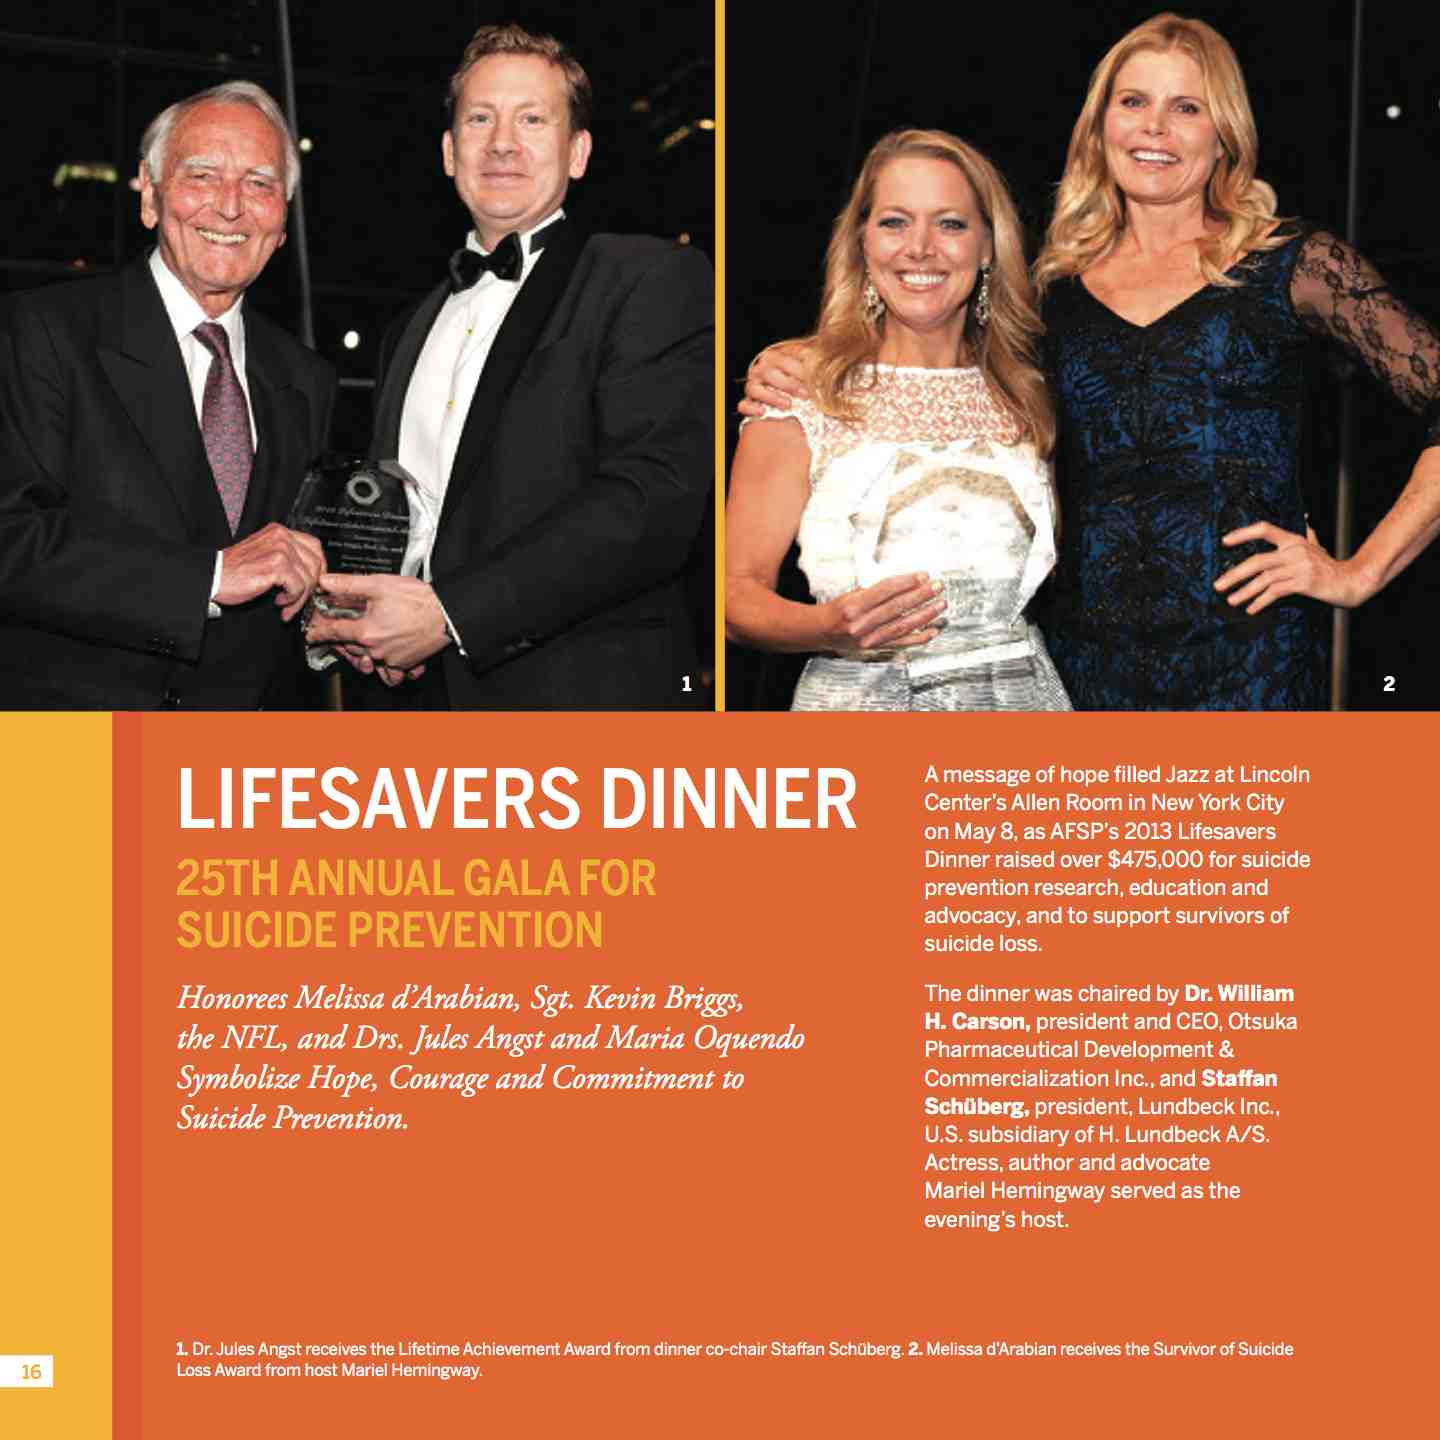 1
2
LIFESAVERS DINNER
25TH ANNUAL GALA FOR
SUICIDE PREVENTION
Honorees Melissa d’Arabian, Sgt. Kevin Briggs,
the NFL, and Drs. Jules Angst and Maria Oquendo
Symbolize Hope, Courage and Commitment to
Suicide Prevention.
A message of hope filled Jazz at Lincoln
Center’s Allen Room in New York City
on May 8, as AFSP’s 2013 Lifesavers
Dinner raised over $475,000 for suicide
prevention research, education and
advocacy, and to support survivors of
suicide loss.
The dinner was chaired by Dr. William
H. Carson, president and CEO, Otsuka
Pharmaceutical Development &
Commercialization Inc., and Staffan
Schüberg, president, Lundbeck Inc.,
U.S. subsidiary of H. Lundbeck A/S.
Actress, author and advocate
Mariel Hemingway served as the
evening’s host.
1. Dr. Jules Angst receives the Lifetime Achievement Award from dinner co-chair Staffan Schüberg. 2. Melissa d’Arabian receives the Survivor of Suicide
Loss Award from host Mariel Hemingway.
16